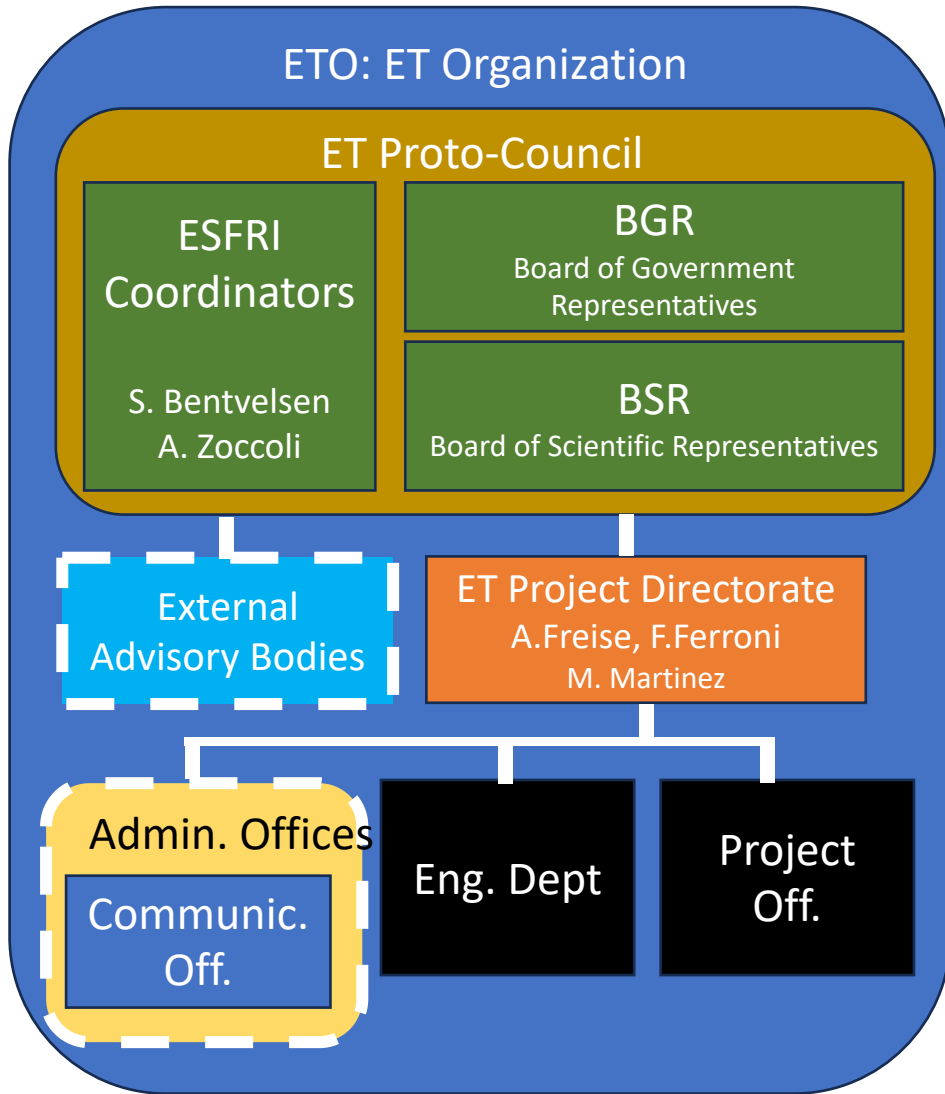 ETO: ET Organization
ET Proto-Council
ESFRI
Coordinators
S. Bentvelsen
A. Zoccoli
BGR
Board of Government
Representatives
BSR
Board of Scientific Representatives
External
Advisory Bodies
ET Project Directorate
A.Freise, F.Ferroni
M. Martinez
Admin. Offices
Communic.
Off.
Eng. Dept
Project
Off.